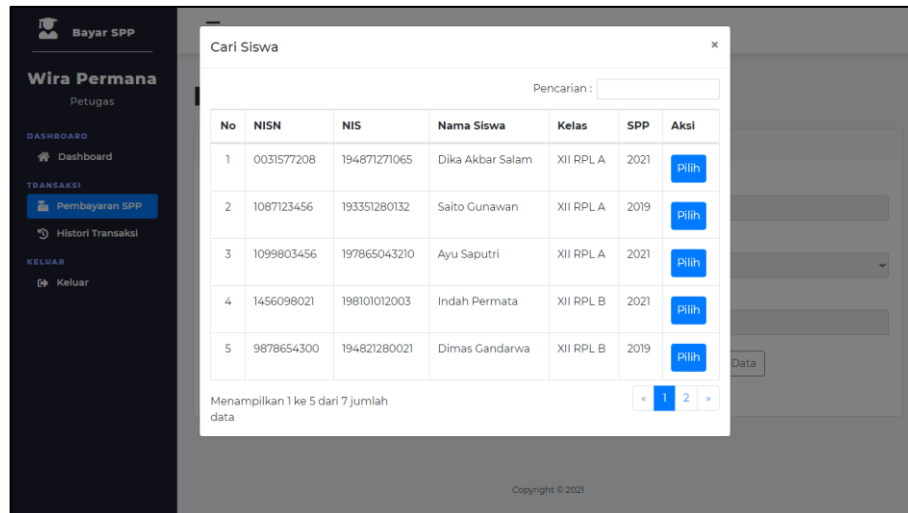 Bayar SPP
Wira Permana
Petugas
DASHBOARD
Dashboard
TRANSAKSI
Pembayaran SPP
Histori Transaksi
KELUAR
Keluar
Cari Siswa ×
Pencarian :
No NISN NIS Nama Siswa Kelas SPP Aksi
1 0031577208 194871271065 Dika Akbar Salam XII RPL A 2021 Pilih
2 1087123456 193351280132 Saito Gunawan XII RPL A 2019 Pilih
3 1099803456 197865043210 Ayu Saputri XII RPL A 2021 Pilih
4 1456098021 198101012003 Indah Permata XII RPL B 2021 Pilih
5 9878654300 194821280021 Dimas Gandarwa XII RPL B 2019 Pilih
Menampilkan 1 ke 5 dari 7 jumlah
data
« 1 2 »
Data
Copyright © 2021